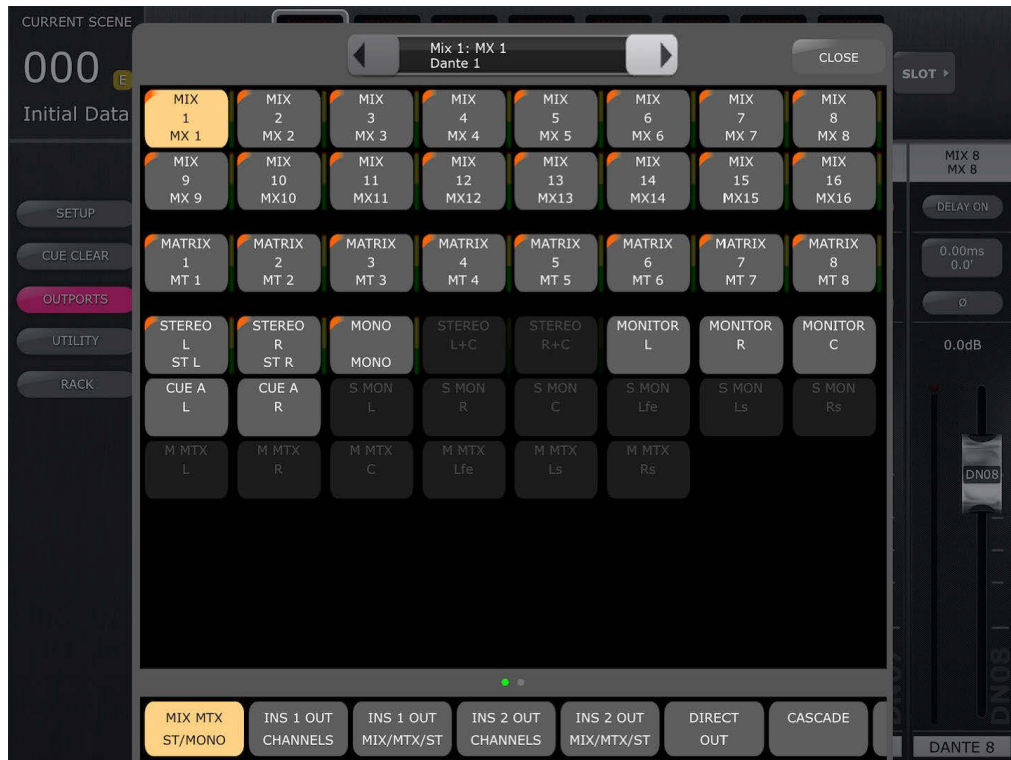 CURRENT SCENE
000 E
Initial Data
SETUP
CUE CLEAR
OUTPORTS
UTILITY
RACK
Mix 1: MX 1
Dante 1
CLOSE
SLOT
MIX 1 MX 1
MIX 2 MX 2
MIX 3 MX 3
MIX 4 MX 4
MIX 5 MX 5
MIX 6 MX 6
MIX 7 MX 7
MIX 8 MX 8
MIX 9 MX 9
MIX 10 MX10
MIX 11 MX11
MIX 12 MX12
MIX 13 MX13
MIX 14 MX14
MIX 15 MX15
MIX 16 MX16
MATRIX 1 MT 1
MATRIX 2 MT 2
MATRIX 3 MT 3
MATRIX 4 MT 4
MATRIX 5 MT 5
MATRIX 6 MT 6
MATRIX 7 MT 7
MATRIX 8 MT 8
STEREO L ST L
STEREO R ST R
MONO MONO
STEREO L+C
STEREO R+C
MONITOR L
MONITOR R
MONITOR C
CUE A L
CUE A R
S MON L
S MON R
S MON C
S MON Lfe
S MON Ls
S MON Rs
M MTX L
M MTX R
M MTX C
M MTX Lfe
M MTX Ls
M MTX Rs
MIX MTX ST/MONO
INS 1 OUT CHANNELS
INS 1 OUT MIX/MTX/ST
INS 2 OUT CHANNELS
INS 2 OUT MIX/MTX/ST
DIRECT OUT
CASCADE
MIX 8
MX 8
DELAY ON
0.00ms
0.0'
Ø
0.0dB
DN08
DN07
DN08
DANTE 8